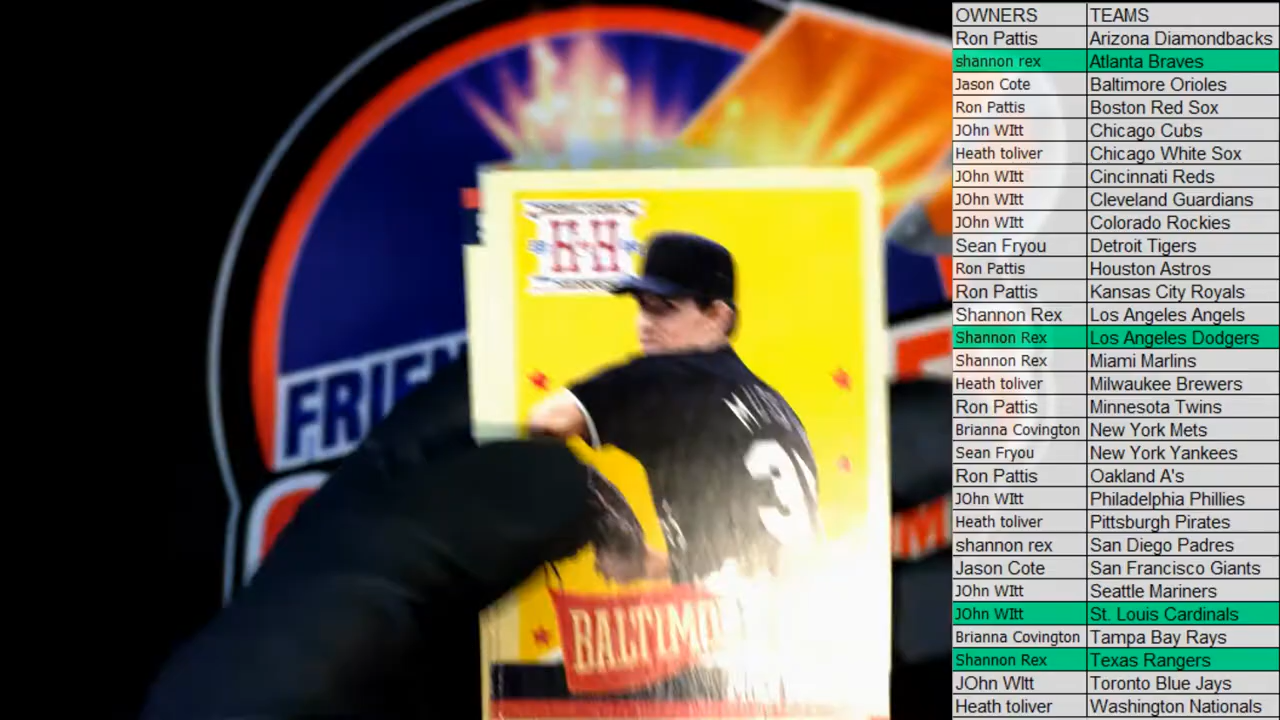 OWNERS TEAMS
Ron Pattis Arizona Diamondbacks
shannon rex Atlanta Braves
Jason Cote Baltimore Orioles
Ron Pattis Boston Red Sox
JOhn WItt Chicago Cubs
Heath toliver Chicago White Sox
JOhn WItt Cincinnati Reds
JOhn WItt Cleveland Guardians
JOhn WItt Colorado Rockies
Sean Fryou Detroit Tigers
Ron Pattis Houston Astros
Ron Pattis Kansas City Royals
Shannon Rex Los Angeles Angels
Shannon Rex Los Angeles Dodgers
Shannon Rex Miami Marlins
Heath toliver Milwaukee Brewers
Ron Pattis Minnesota Twins
Brianna Covington New York Mets
Sean Fryou New York Yankees
Ron Pattis Oakland A's
JOhn WItt Philadelphia Phillies
Heath toliver Pittsburgh Pirates
shannon rex San Diego Padres
Jason Cote San Francisco Giants
JOhn WItt Seattle Mariners
JOhn WItt St. Louis Cardinals
Brianna Covington Tampa Bay Rays
Shannon Rex Texas Rangers
JOhn WItt Toronto Blue Jays
Heath toliver Washington Nationals